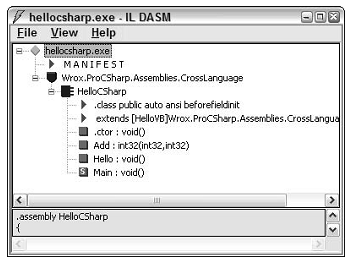 hellocsharp.exe - IL DASM
File View Help
hellocsharp.exe
MANIFEST
Wrox.ProCSharp.Assemblies.CrossLanguage
HelloCSharp
.class public auto ansi beforefieldinit
extends [HelloVB]Wrox.ProCSharp.Assemblies.CrossLangua
.ctor : void()
Add : int32(int32,int32)
Hello : void()
S Main : void()
.assembly HelloCSharp
{